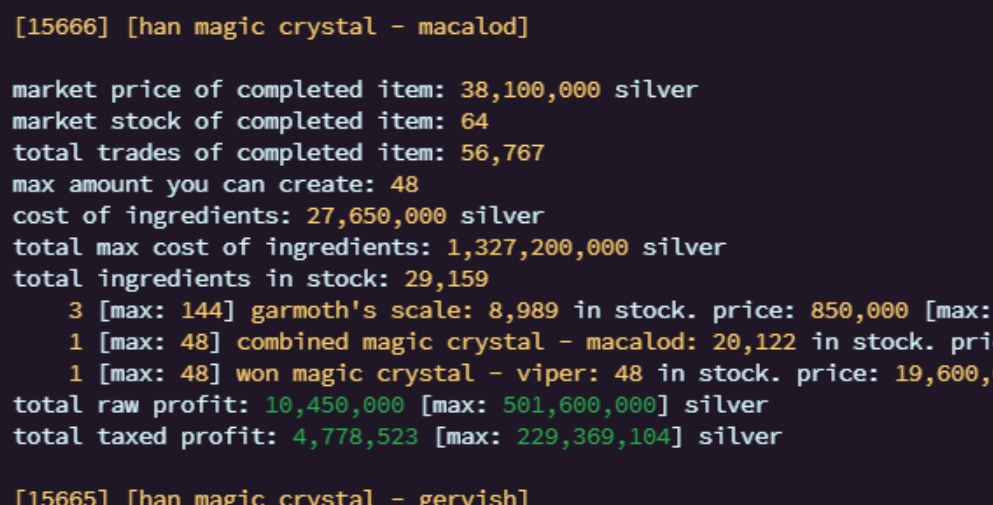 [15666] [han magic crystal - macalod]
market price of completed item: 38,100,000 silver
market stock of completed item: 64
total trades of completed item: 56,767
max amount you can create: 48
cost of ingredients: 27,650,000 silver
total max cost of ingredients: 1,327,200,000 silver
total ingredients in stock: 29,159
3 [max: 144] garmoth's scale: 8,989 in stock. price: 850,000 [max:
1 [max: 48] combined magic crystal - macalod: 20,122 in stock. pri
1 [max: 48] won magic crystal - viper: 48 in stock. price: 19,600,
total raw profit: 10,450,000 [max: 501,600,000] silver
total taxed profit: 4,778,523 [max: 229,369,104] silver
[15665] [han magic crystal - gervish]